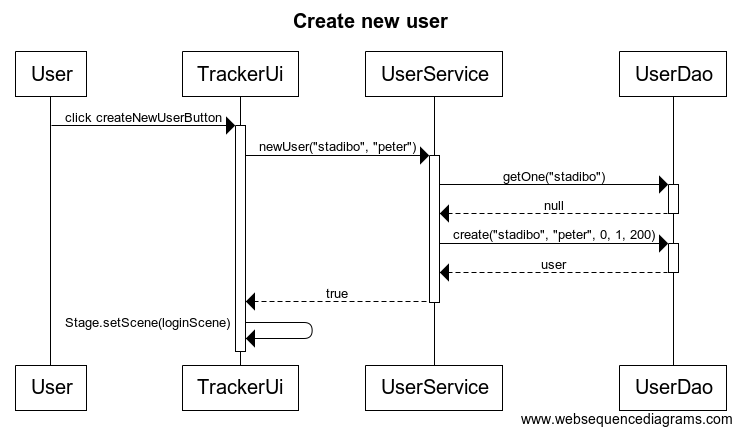 Create new user
User TrackerUi UserService UserDao
click createNewUserButton
newUser("stadibo", "peter")
getOne("stadibo")
null
create("stadibo", "peter", 0, 1, 200)
user
true
Stage.setScene(loginScene)
User TrackerUi UserService UserDao
www.websequencediagrams.com